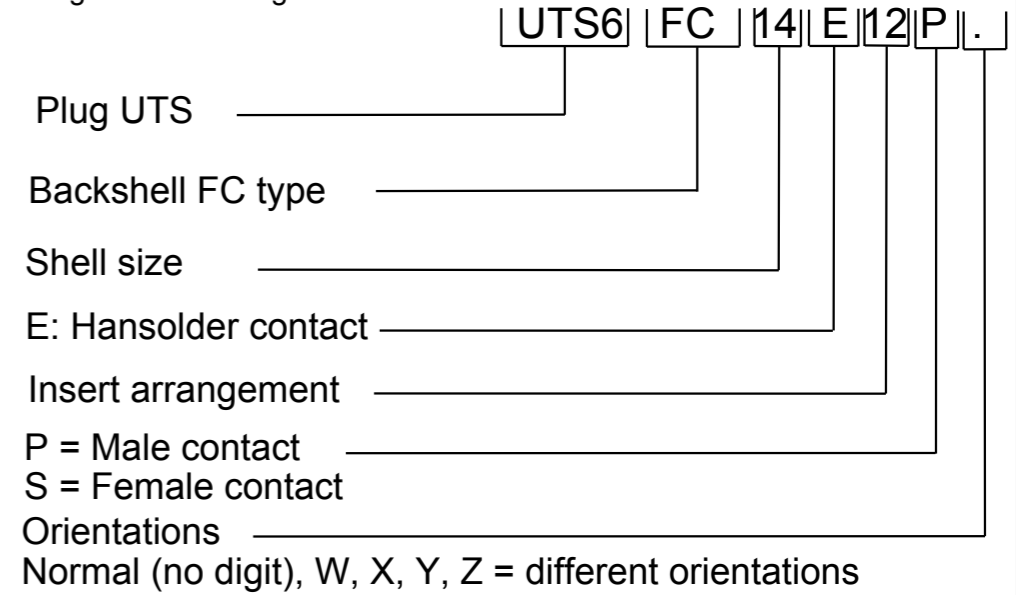 UTS6 FC 14 E 12 P .
Plug UTS
Backshell FC type
Shell size
E: Hansolder contact
Insert arrangement
P = Male contact
S = Female contact
Orientations
Normal (no digit), W, X, Y, Z = different orientations